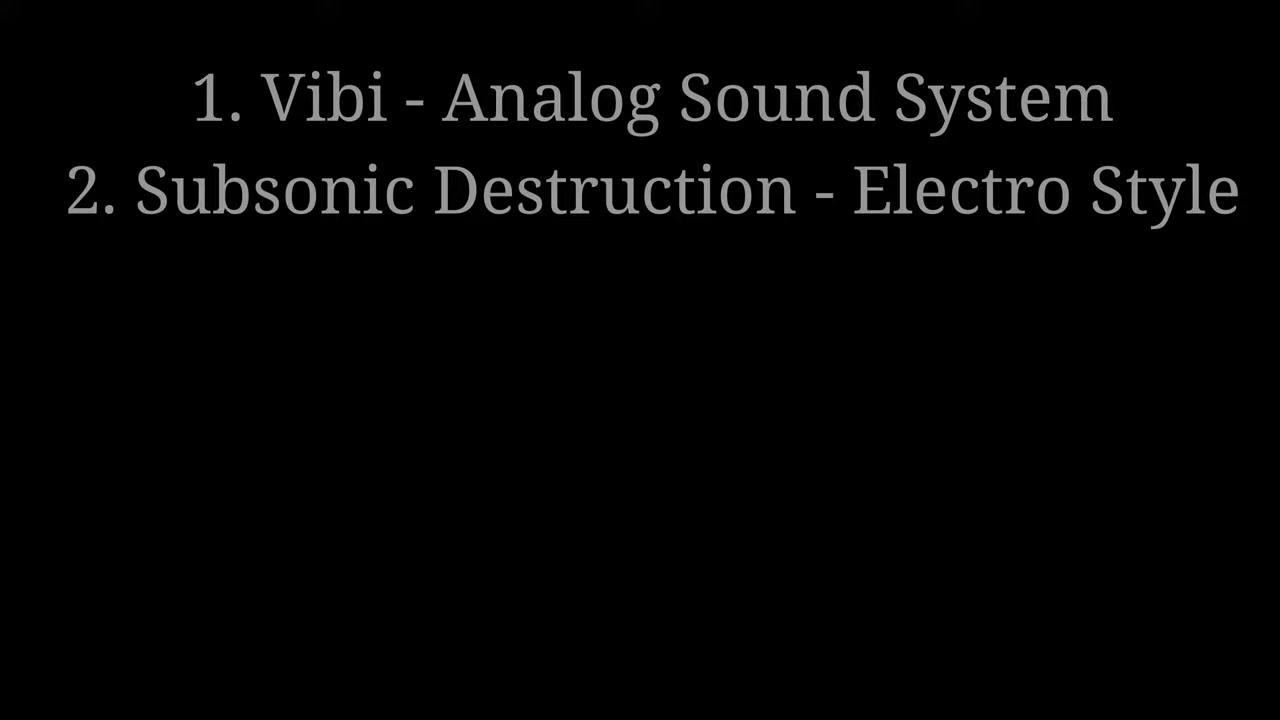 1. Vibi - Analog Sound System
2. Subsonic Destruction - Electro Style